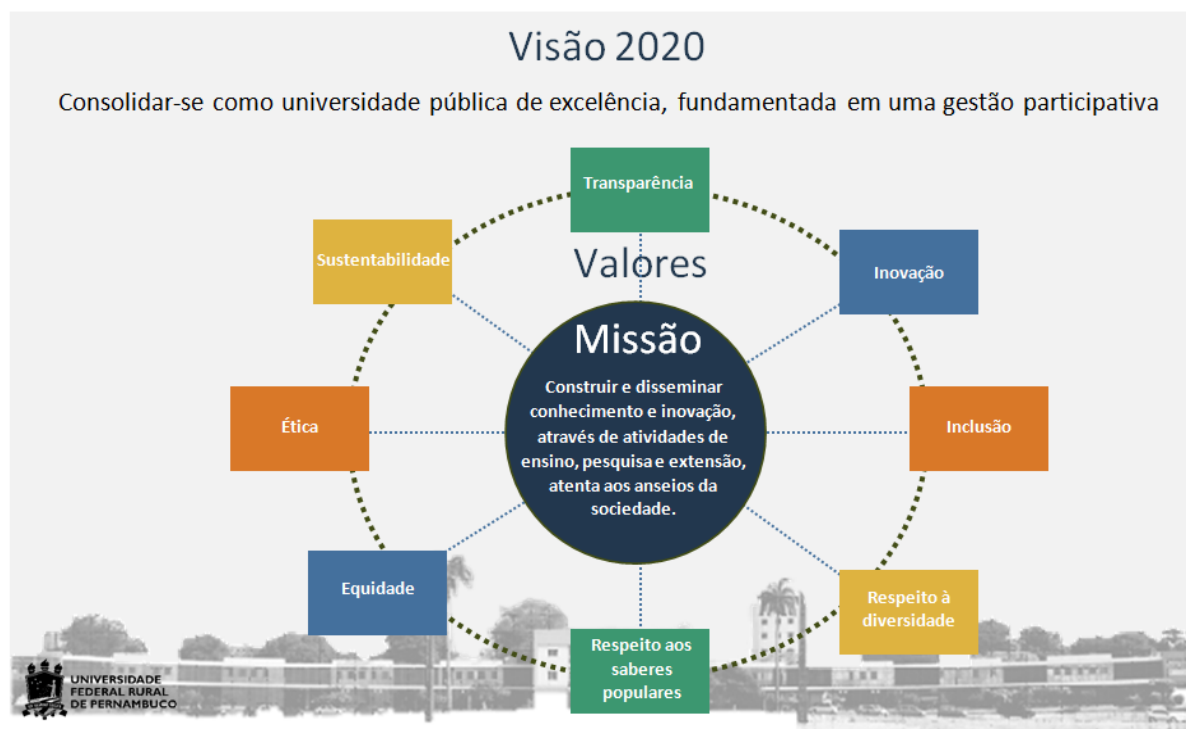 Visão 2020
Consolidar-se como universidade pública de excelência, fundamentada em uma gestão participativa
Transparência
Sustentabilidade
Valores
Inovação
Missão
Construir e disseminar
conhecimento e inovação,
através de atividades de
ensino, pesquisa e extensão,
atenta aos anseios da
sociedade.
Ética
Inclusão
Equidade
Respeito à
diversidade
Respeito aos
saberes
populares
UNIVERSIDADE
FEDERAL RURAL
DE PERNAMBUCO